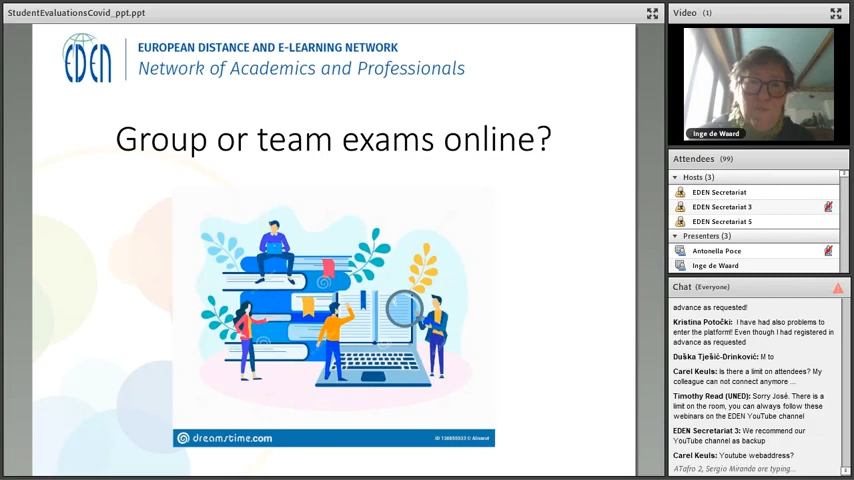 StudentEvaluationsCovid_ppt.ppt
EDEN
EUROPEAN DISTANCE AND E-LEARNING NETWORK
Network of Academics and Professionals
Group or team exams online?
dreamstime.com
ID 136855333 © Alisarut
Video (1)
Inge de Waard
Attendees (99)
Hosts (3)
EDEN Secretariat
EDEN Secretariat 3
EDEN Secretariat 5
Presenters (3)
Antonella Poce
Inge de Waard
Chat (Everyone)
advance as requested!
Kristina Potočki: I have had also problems to
enter the platform! Even though I had registered in
advance as requested
Duška Tješić-Drinković: M to
Carel Keuls: Is there a limit on attendees? My
colleague can not connect anymore ...
Timothy Read (UNED): Sorry José. There is a
limit on the room, you can always follow these
webinars on the EDEN YouTube channel
EDEN Secretariat 3: We recommend our
YouTube channel as backup
Carel Keuls: Youtube webaddress?
ATafro 2, Sergio Miranda are typing...